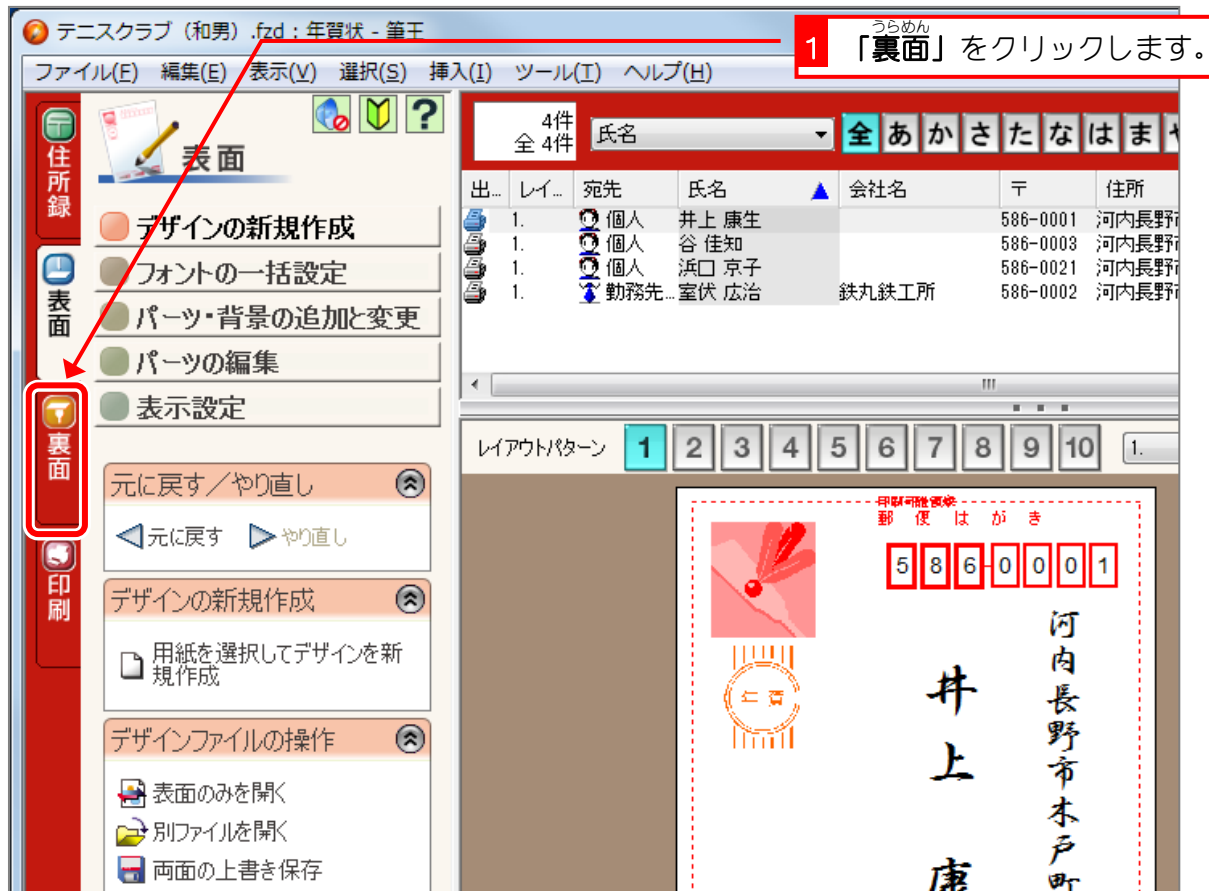 テニスクラブ（和男）.fzd : 年賀状 - 筆王
1 「裏面」をクリックします。
うらめん
ファイル(F) 編集(E) 表示(V) 選択(S) 挿入(I) ツール(T) ヘルプ(H)
住所録
表面
裏面
印刷
表面
デザインの新規作成
フォントの一括設定
パーツ・背景の追加と変更
パーツの編集
表示設定
元に戻す／やり直し
元に戻す やり直し
デザインの新規作成
用紙を選択してデザインを新
規作成
デザインファイルの操作
表面のみを開く
別ファイルを開く
両面の上書き保存
4件
全 4件
氏名
全 あ か さ た な は ま
出... レイ... 宛先 氏名 会社名 〒 住所
1. 個人 井上 康生 586-0001 河内長野
1. 個人 谷 佳知 586-0003 河内長野
1. 個人 浜口 京子 586-0021 河内長野
1. 勤務先... 室伏 広治 鉄丸鉄工所 586-0002 河内長野
レイアウトパターン 1 2 3 4 5 6 7 8 9 10 1.
印刷可能領域
郵便はがき
586-0001
年賀
河内長野市木戸町
井上康